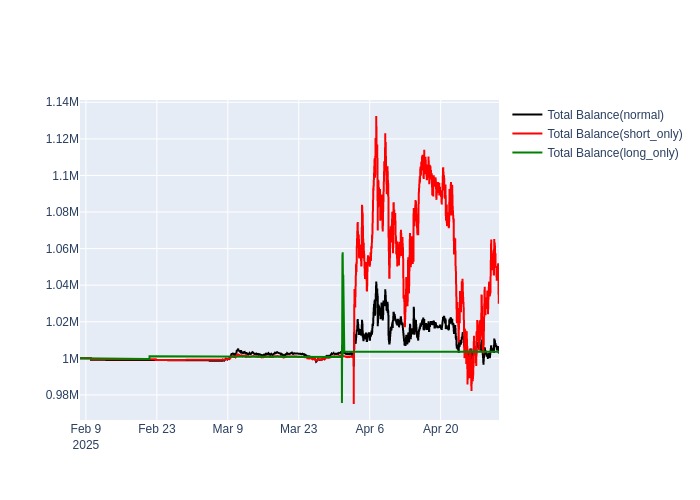 1.14M
1.12M
1.1M
1.08M
1.06M
1.04M
1.02M
1M
0.98M
Feb 9
2025
Feb 23
Mar 9
Mar 23
Apr 6
Apr 20
Total Balance(normal)
Total Balance(short_only)
Total Balance(long_only)